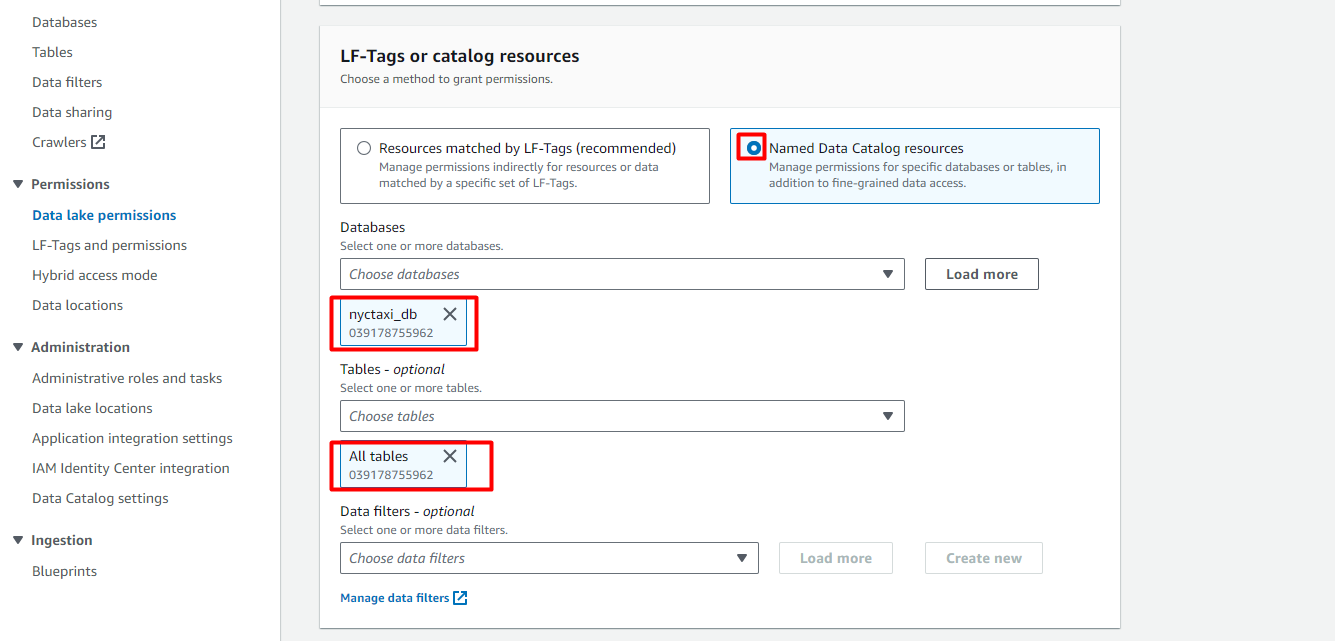 Databases
Tables
Data filters
Data sharing
Crawlers
Permissions
Data lake permissions
LF-Tags and permissions
Hybrid access mode
Data locations
Administration
Administrative roles and tasks
Data lake locations
Application integration settings
IAM Identity Center integration
Data Catalog settings
Ingestion
Blueprints
LF-Tags or catalog resources
Choose a method to grant permissions.
Resources matched by LF-Tags (recommended)
Manage permissions indirectly for resources or data
matched by a specific set of LF-Tags.
Named Data Catalog resources
Manage permissions for specific databases or tables, in
addition to fine-grained data access.
Databases
Select one or more databases.
Choose databases
Load more
nyctaxi_db
039178755962
Tables - optional
Select one or more tables.
Choose tables
All tables
039178755962
Data filters - optional
Select one or more data filters.
Choose data filters
Load more
Create new
Manage data filters